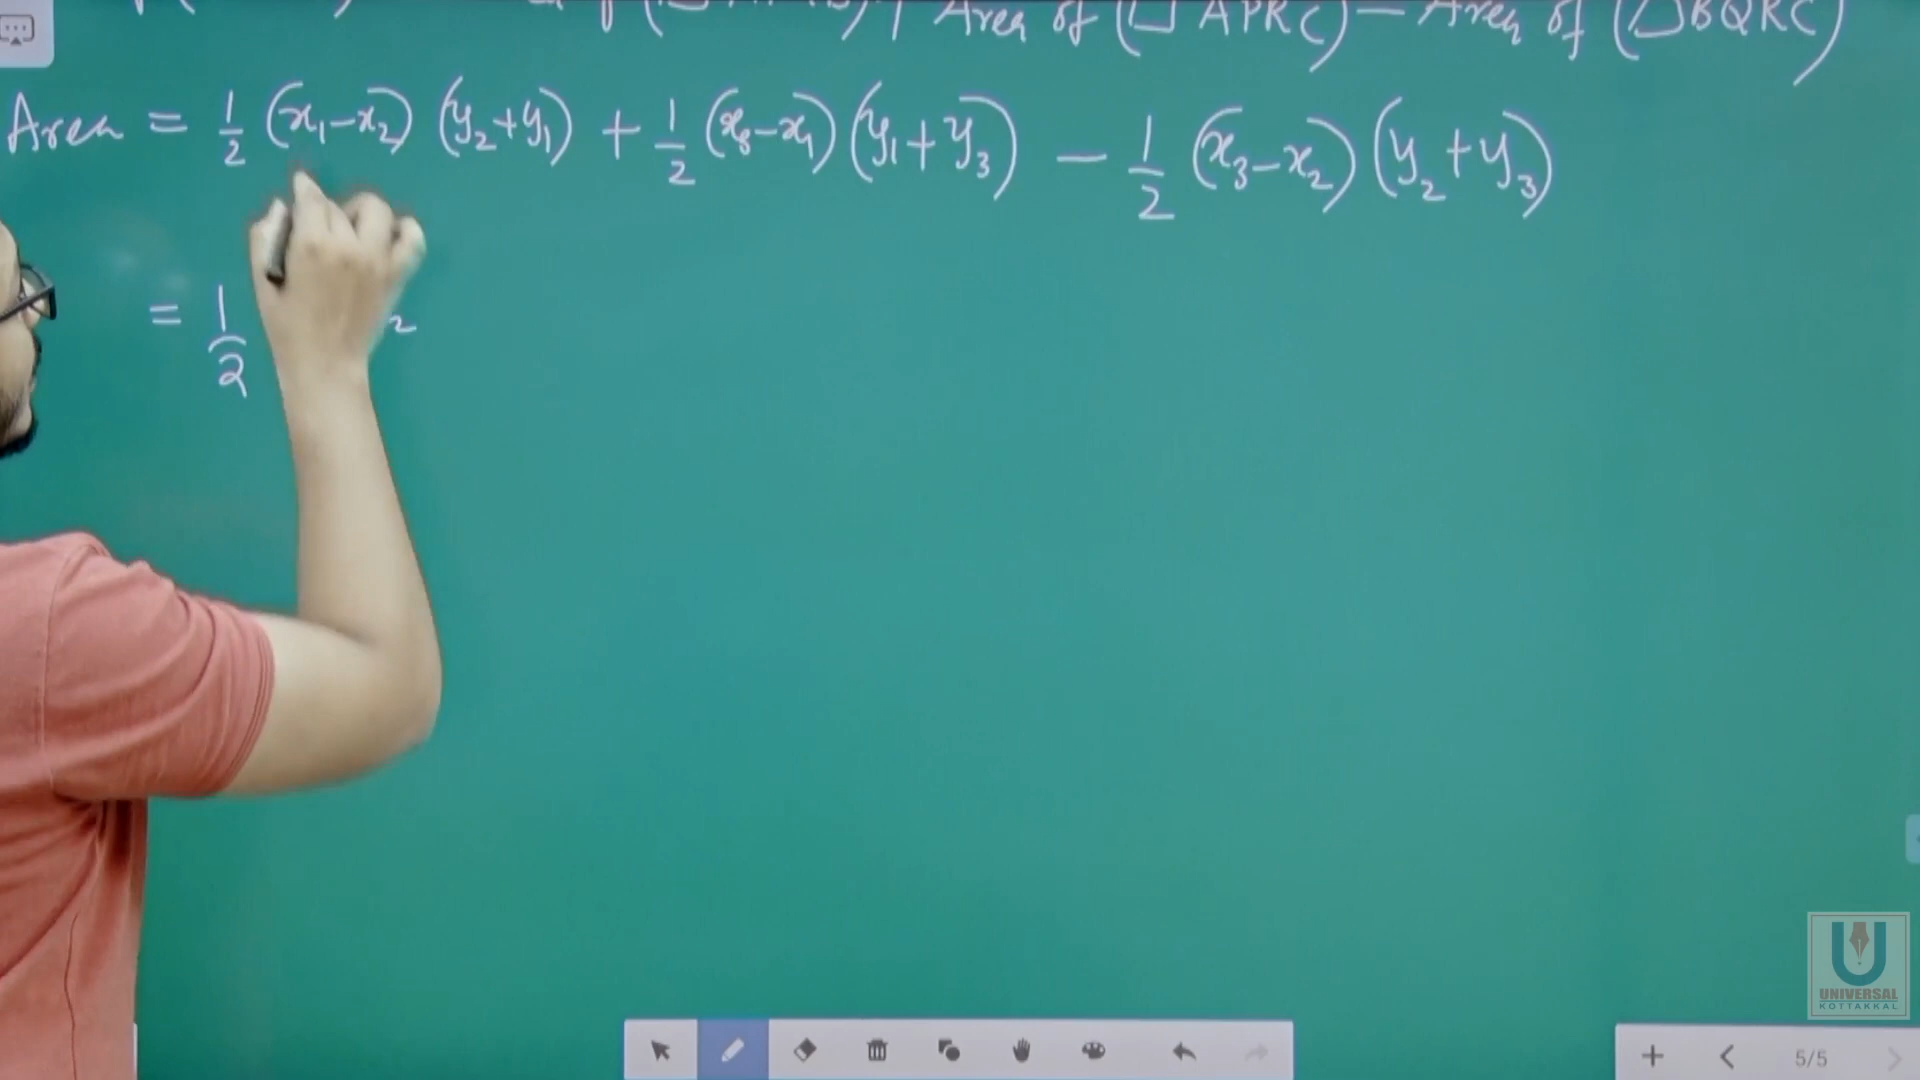 Area of (□APRC) – Area of (□BQRC)
Area = 1/2 (x₁–x₂) (y₂+y₁) + 1/2 (x₃–x₁) (y₁+y₃) – 1/2 (x₃–x₂) (y₂+y₃)
= 1/2 ₂
5/5
U
UNIVERSAL
KOTTAKKAL